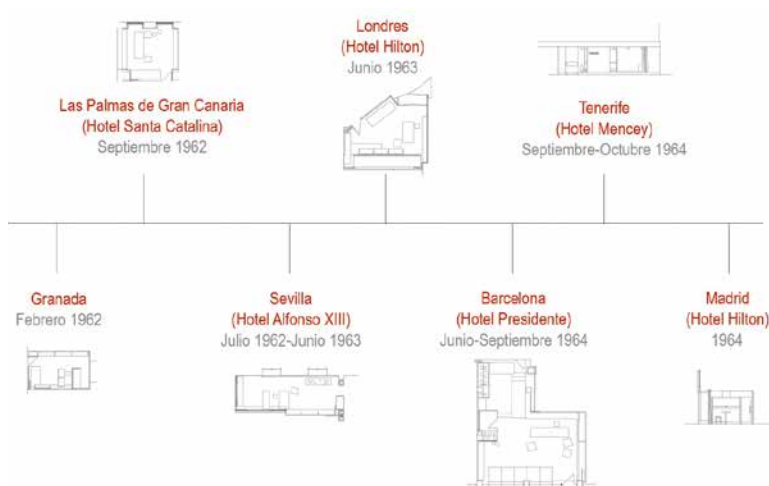 Las Palmas de Gran Canaria
(Hotel Santa Catalina)
Septiembre 1962
Londres
(Hotel Hilton)
Junio 1963
Tenerife
(Hotel Mencey)
Septiembre-Octubre 1964
Granada
Febrero 1962
Sevilla
(Hotel Alfonso XIII)
Julio 1962-Junio 1963
Barcelona
(Hotel Presidente)
Junio-Septiembre 1964
Madrid
(Hotel Hilton)
1964